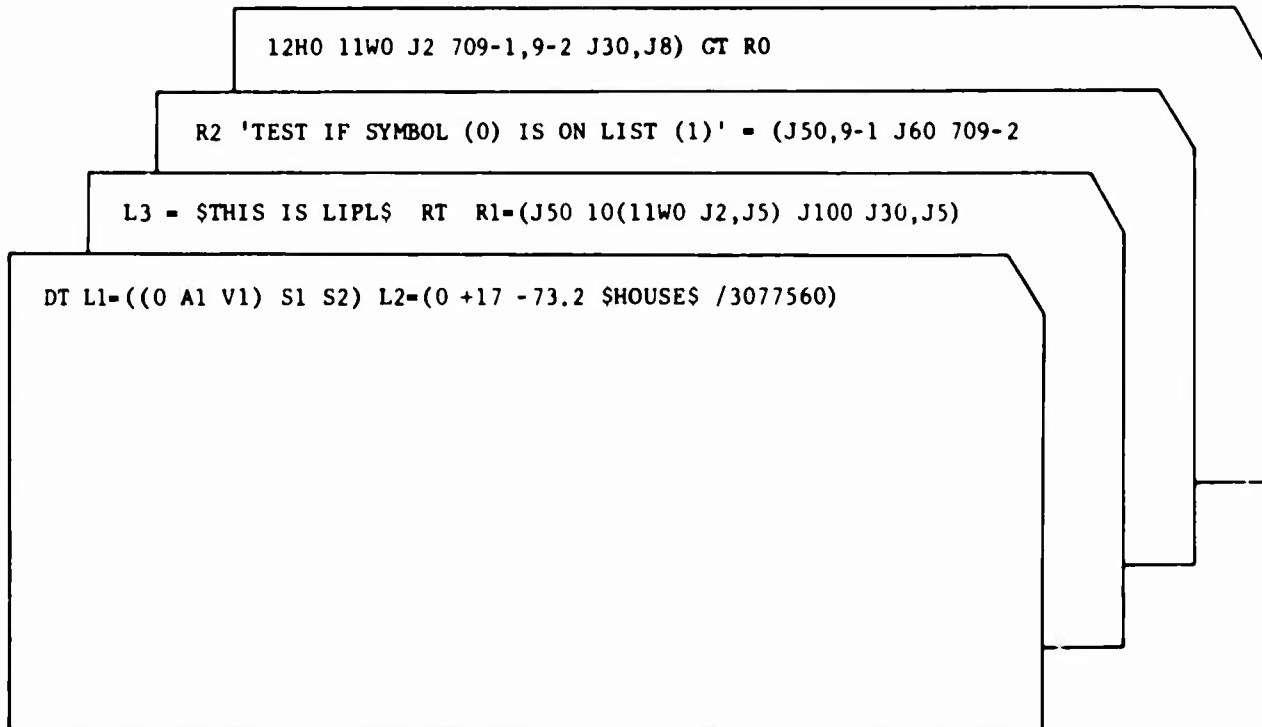 12H0 11W0 J2 709-1,9-2 J30,J8) GT R0
R2 'TEST IF SYMBOL (0) IS ON LIST (1)' = (J50,9-1 J60 709-2
L3 = $THIS IS LIPL$ RT R1=(J50 10(11W0 J2,J5) J100 J30,J5)
DT L1=((0 A1 V1) S1 S2) L2=(0 +17 -73.2 $HOUSE$ /3077560)